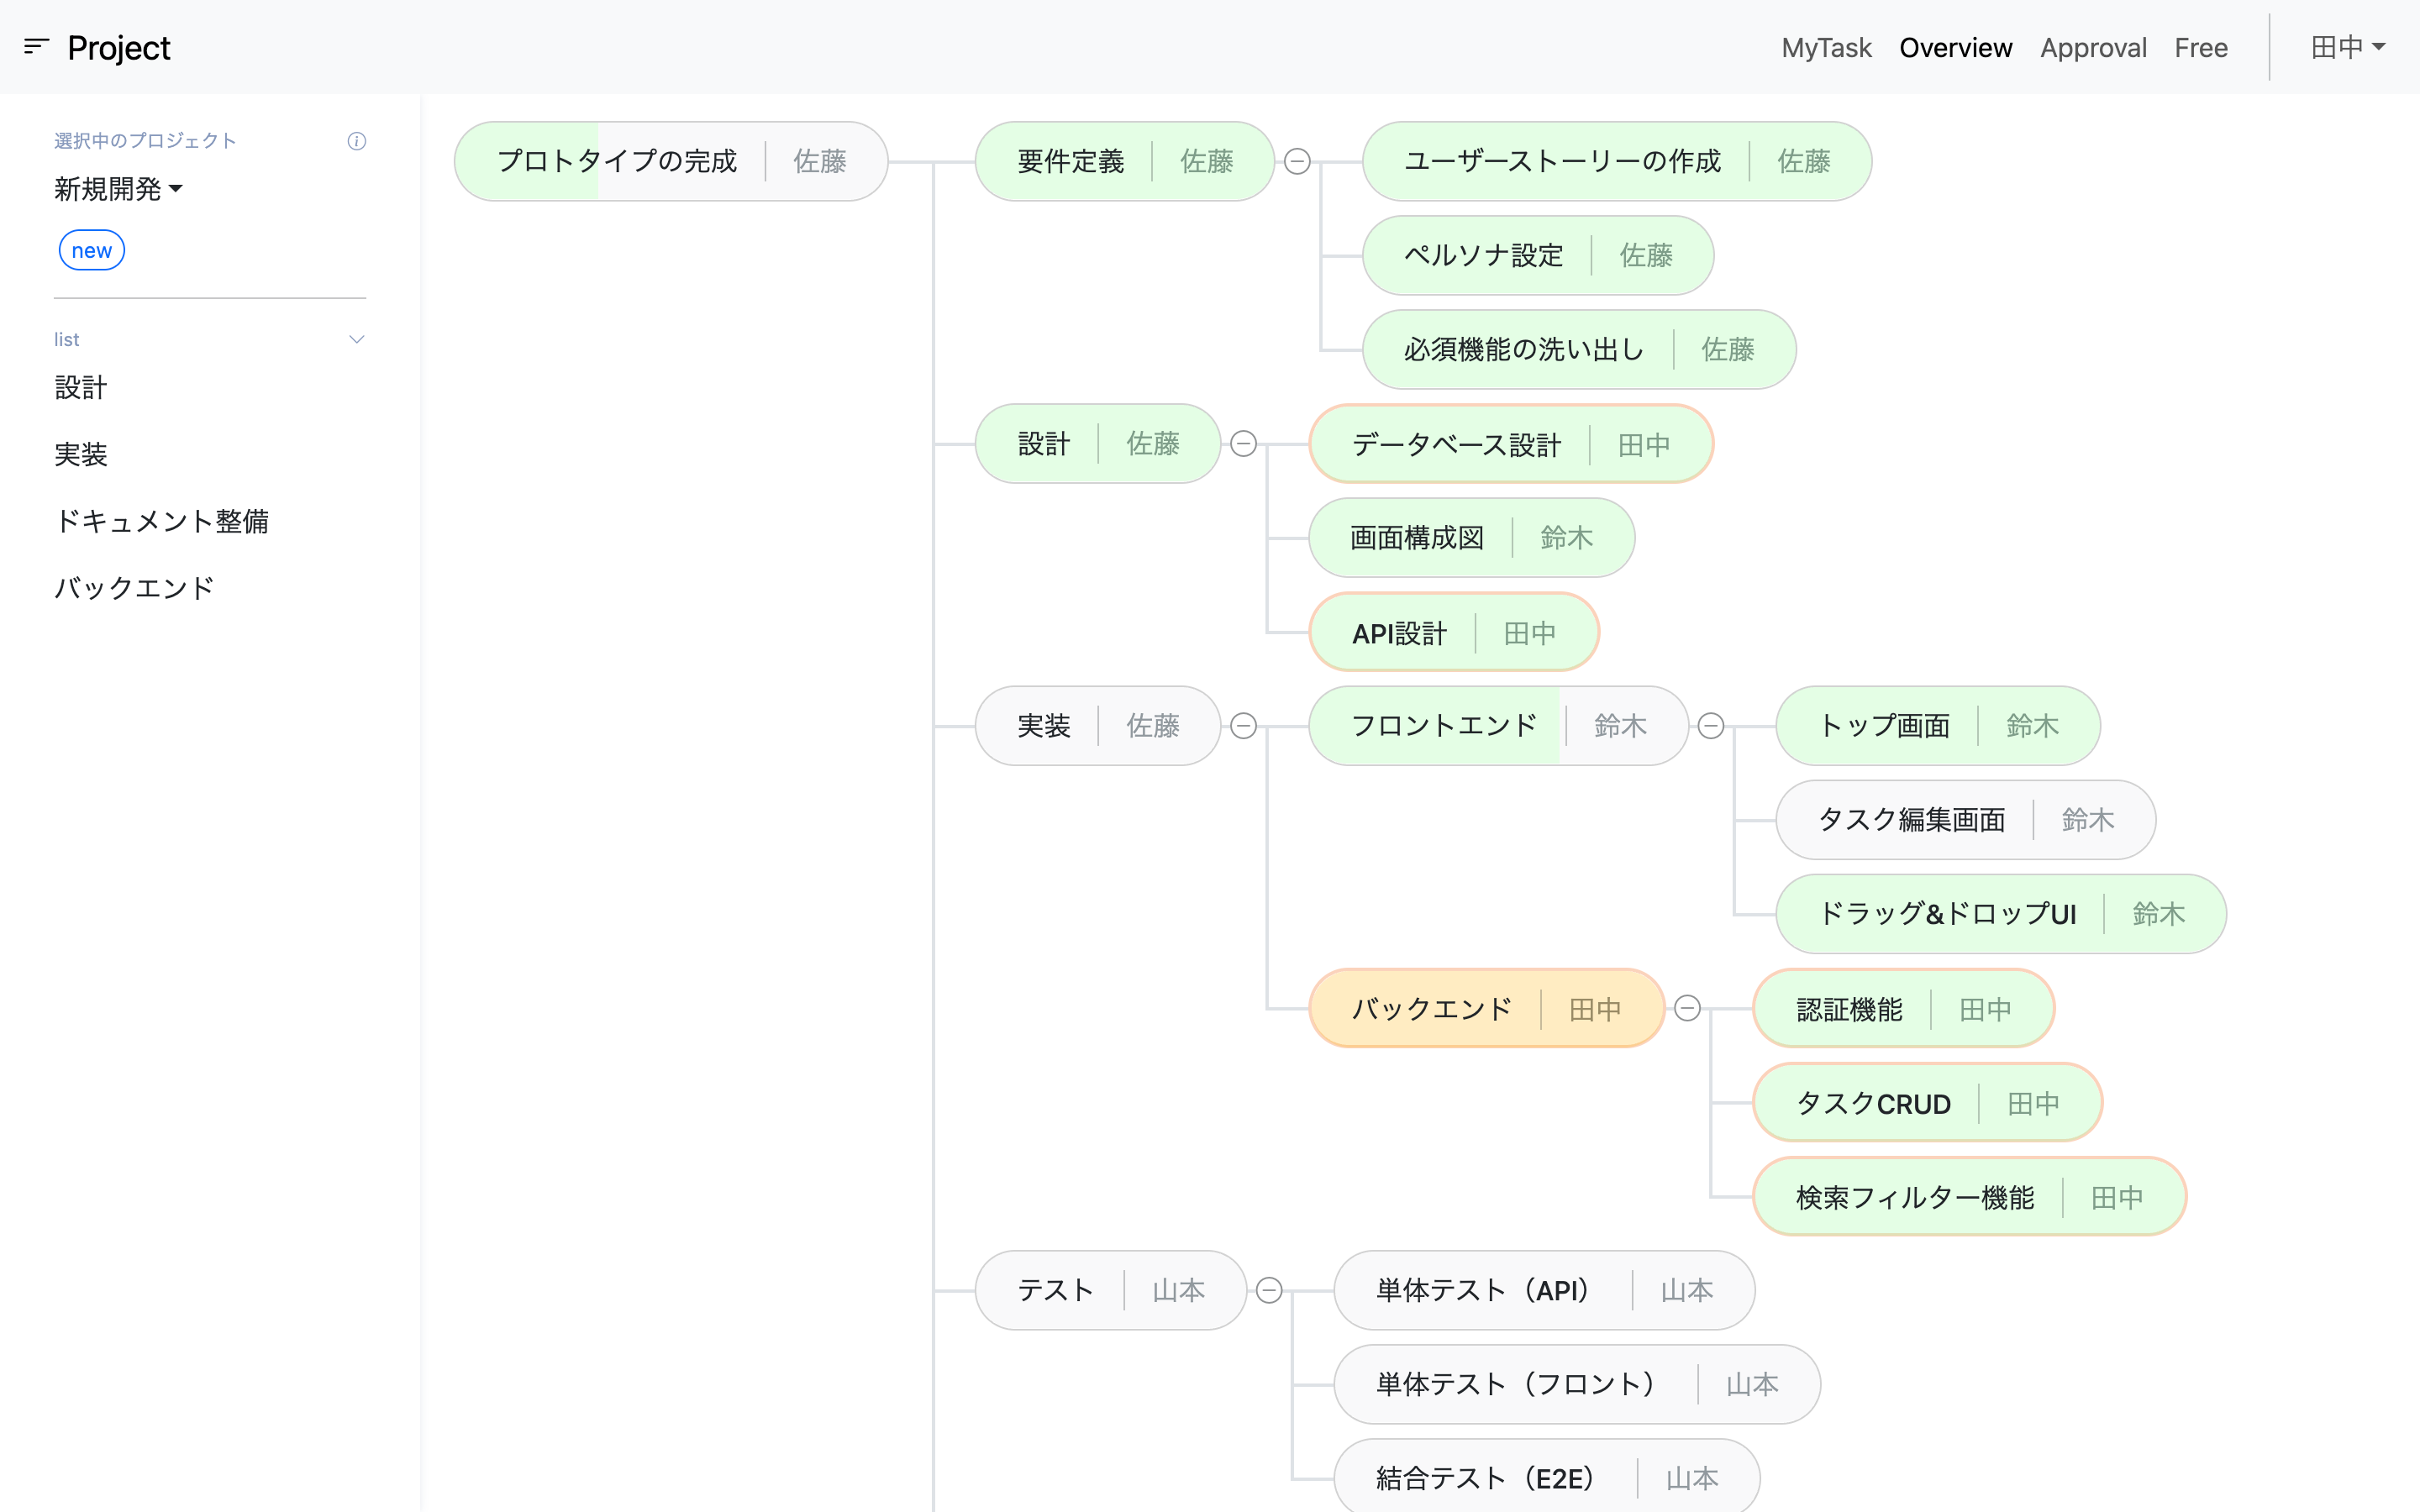 Project
MyTask Overview Approval Free 田中
選択中のプロジェクト
新規開発
new
list
設計
実装
ドキュメント整備
バックエンド
プロトタイプの完成 佐藤
要件定義 佐藤
ユーザーストーリーの作成 佐藤
ペルソナ設定 佐藤
必須機能の洗い出し 佐藤
設計 佐藤
データベース設計 田中
画面構成図 鈴木
API設計 田中
実装 佐藤
フロントエンド 鈴木
トップ画面 鈴木
タスク編集画面 鈴木
ドラッグ&ドロップUI 鈴木
バックエンド 田中
認証機能 田中
タスクCRUD 田中
検索フィルター機能 田中
テスト 山本
単体テスト（API） 山本
単体テスト（フロント） 山本
結合テスト（E2E） 山本